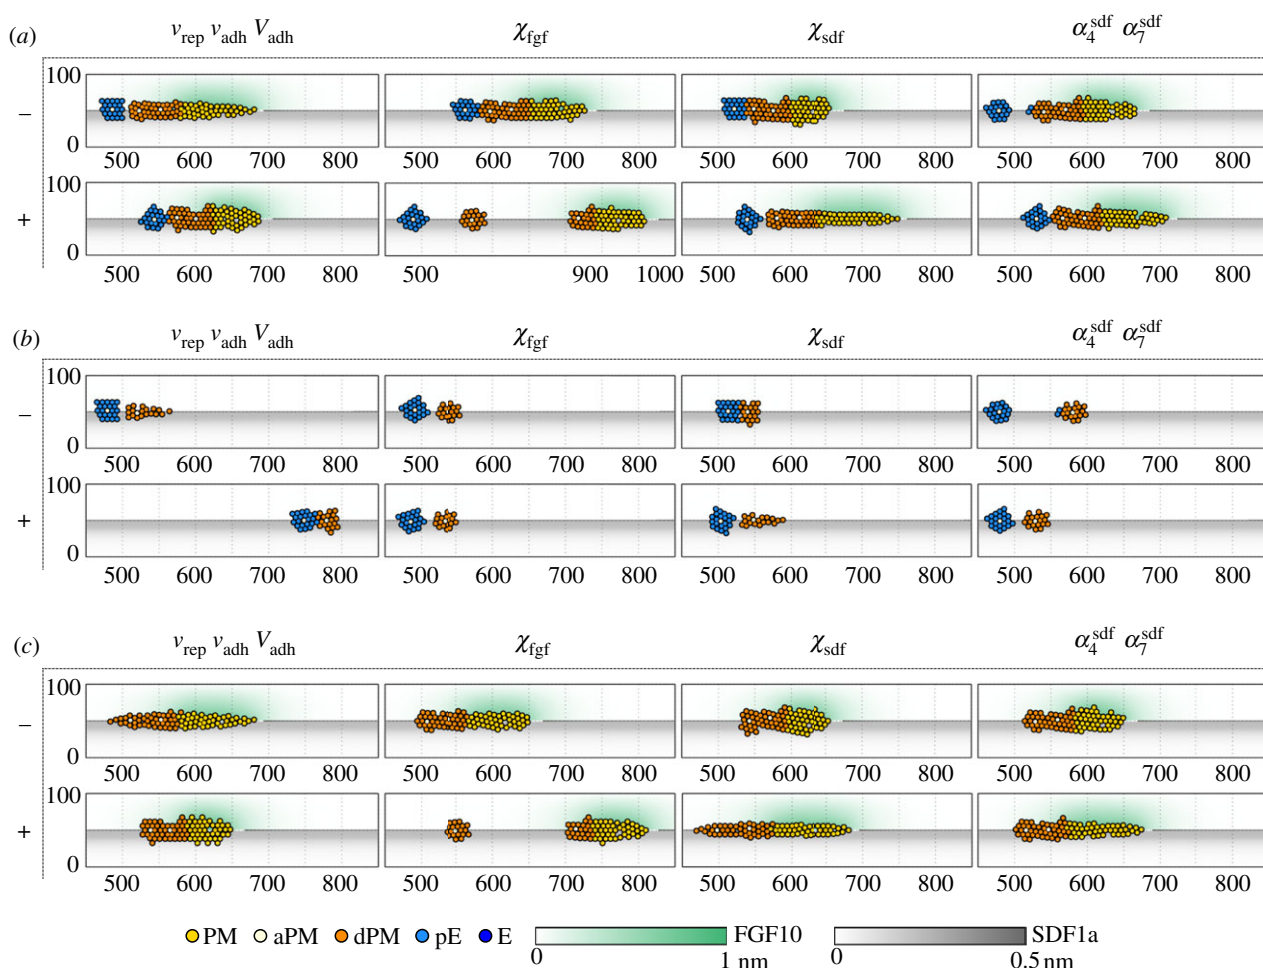 (a) v_rep v_adh V_adh χ_fgf χ_sdf α_4^sdf α_7^sdf
100
–
0
500 600 700 800 500 600 700 800 500 600 700 800 500 600 700 800
100
+
0
500 600 700 800 500 900 1000 500 600 700 800 500 600 700 800
(b) v_rep v_adh V_adh χ_fgf χ_sdf α_4^sdf α_7^sdf
100
–
0
500 600 700 800 500 600 700 800 500 600 700 800 500 600 700 800
100
+
0
500 600 700 800 500 600 700 800 500 600 700 800 500 600 700 800
(c) v_rep v_adh V_adh χ_fgf χ_sdf α_4^sdf α_7^sdf
100
–
0
500 600 700 800 500 600 700 800 500 600 700 800 500 600 700 800
100
+
0
500 600 700 800 500 600 700 800 500 600 700 800 500 600 700 800
PM aPM dPM pE E FGF10 SDF1a
0 1 nm 0 0.5 nm